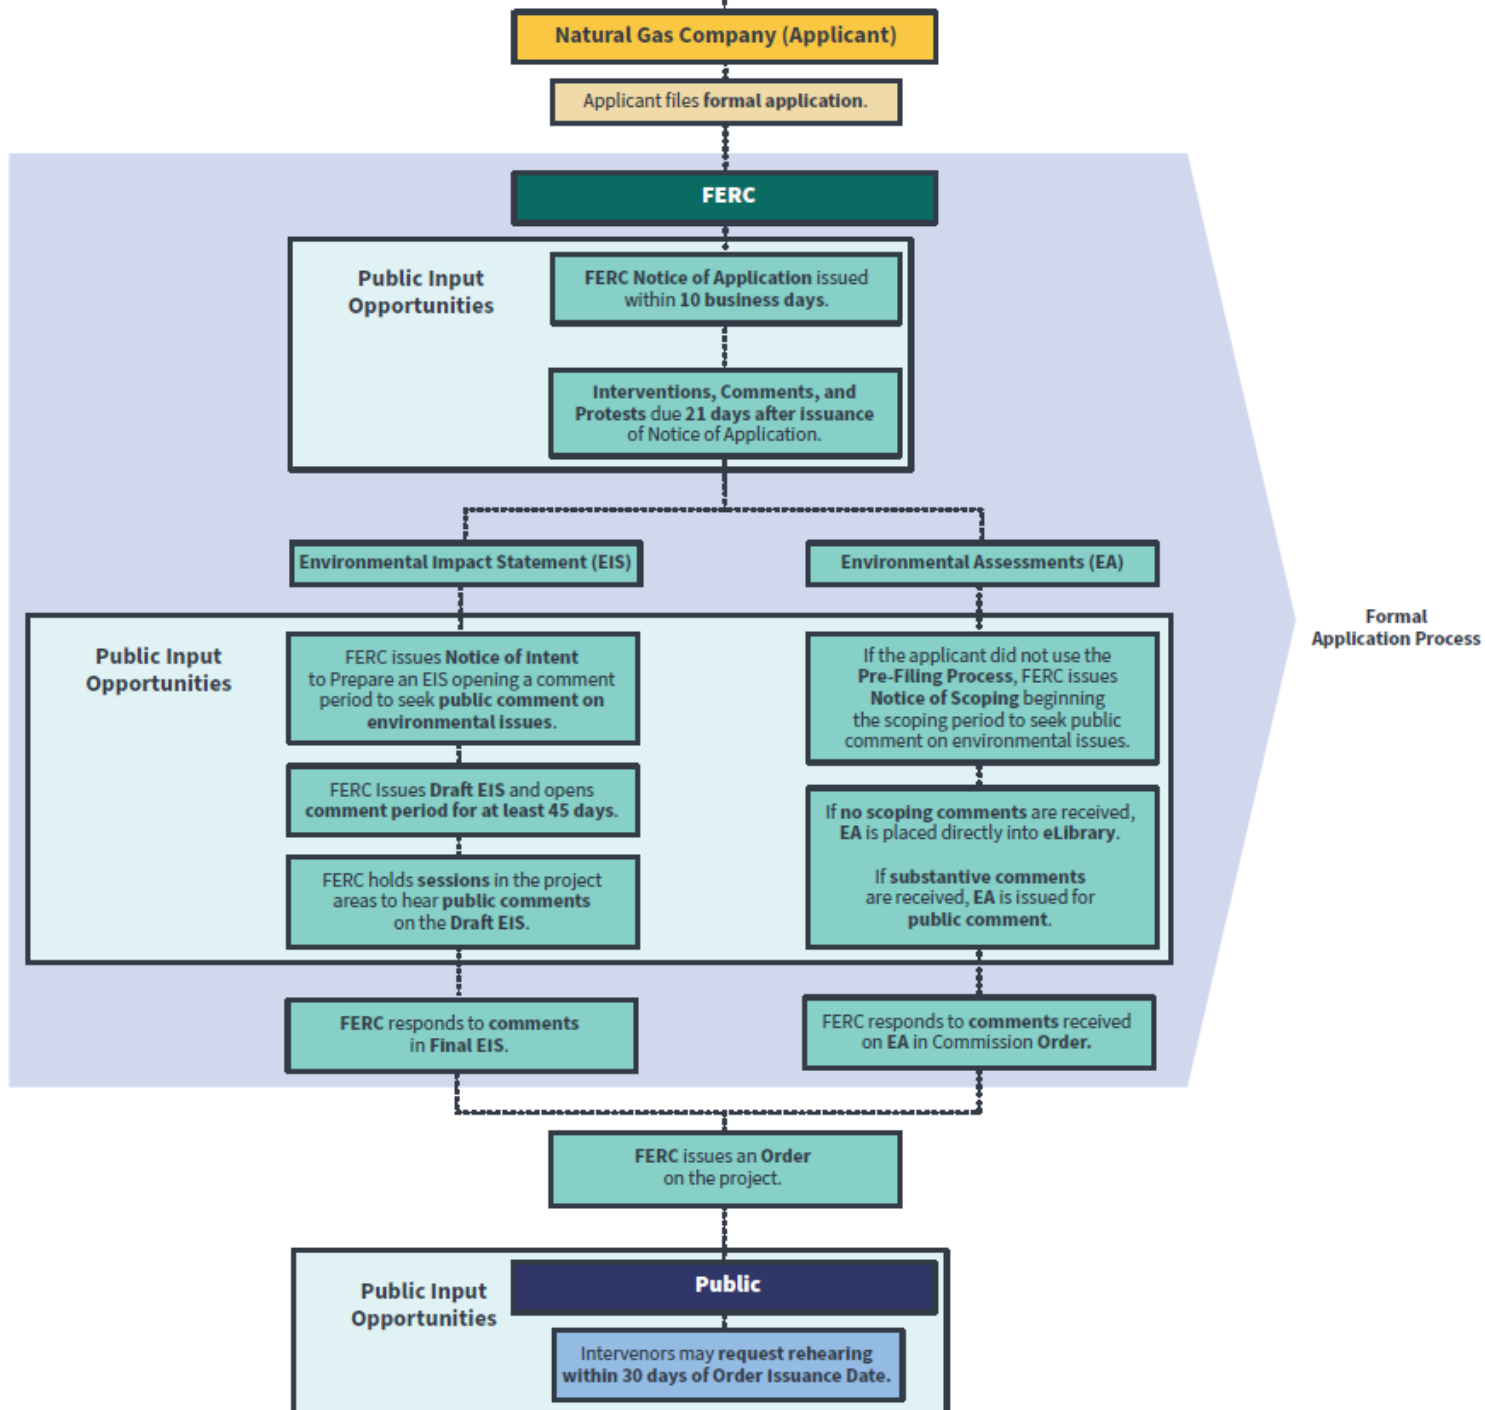 Natural Gas Company (Applicant)
Applicant files formal application.
FERC
Public Input
Opportunities
FERC Notice of Application issued
within 10 business days.
Interventions, Comments, and
Protests due 21 days after issuance
of Notice of Application.
Environmental Impact Statement (EIS)
Environmental Assessments (EA)
Public Input
Opportunities
FERC issues Notice of Intent
to Prepare an EIS opening a comment
period to seek public comment on
environmental issues.
FERC Issues Draft EIS and opens
comment period for at least 45 days.
FERC holds sessions in the project
areas to hear public comments
on the Draft EIS.
FERC responds to comments
in Final EIS.
If the applicant did not use the
Pre-Filing Process, FERC issues
Notice of Scoping beginning
the scoping period to seek public
comment on environmental issues.
If no scoping comments are received,
EA is placed directly into eLibrary.
If substantive comments
are received, EA is issued for
public comment.
FERC responds to comments received
on EA in Commission Order.
Formal
Application Process
FERC issues an Order
on the project.
Public Input
Opportunities
Public
Intervenors may request rehearing
within 30 days of Order Issuance Date.